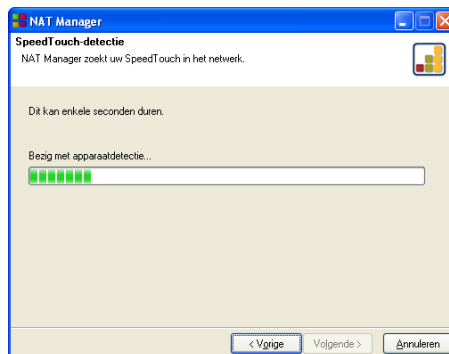 NAT Manager
SpeedTouch-detectie
NAT Manager zoekt uw SpeedTouch in het netwerk.
Dit kan enkele seconden duren.
Bezig met apparaatdetectie...
< Vorige
Volgende >
Annuleren